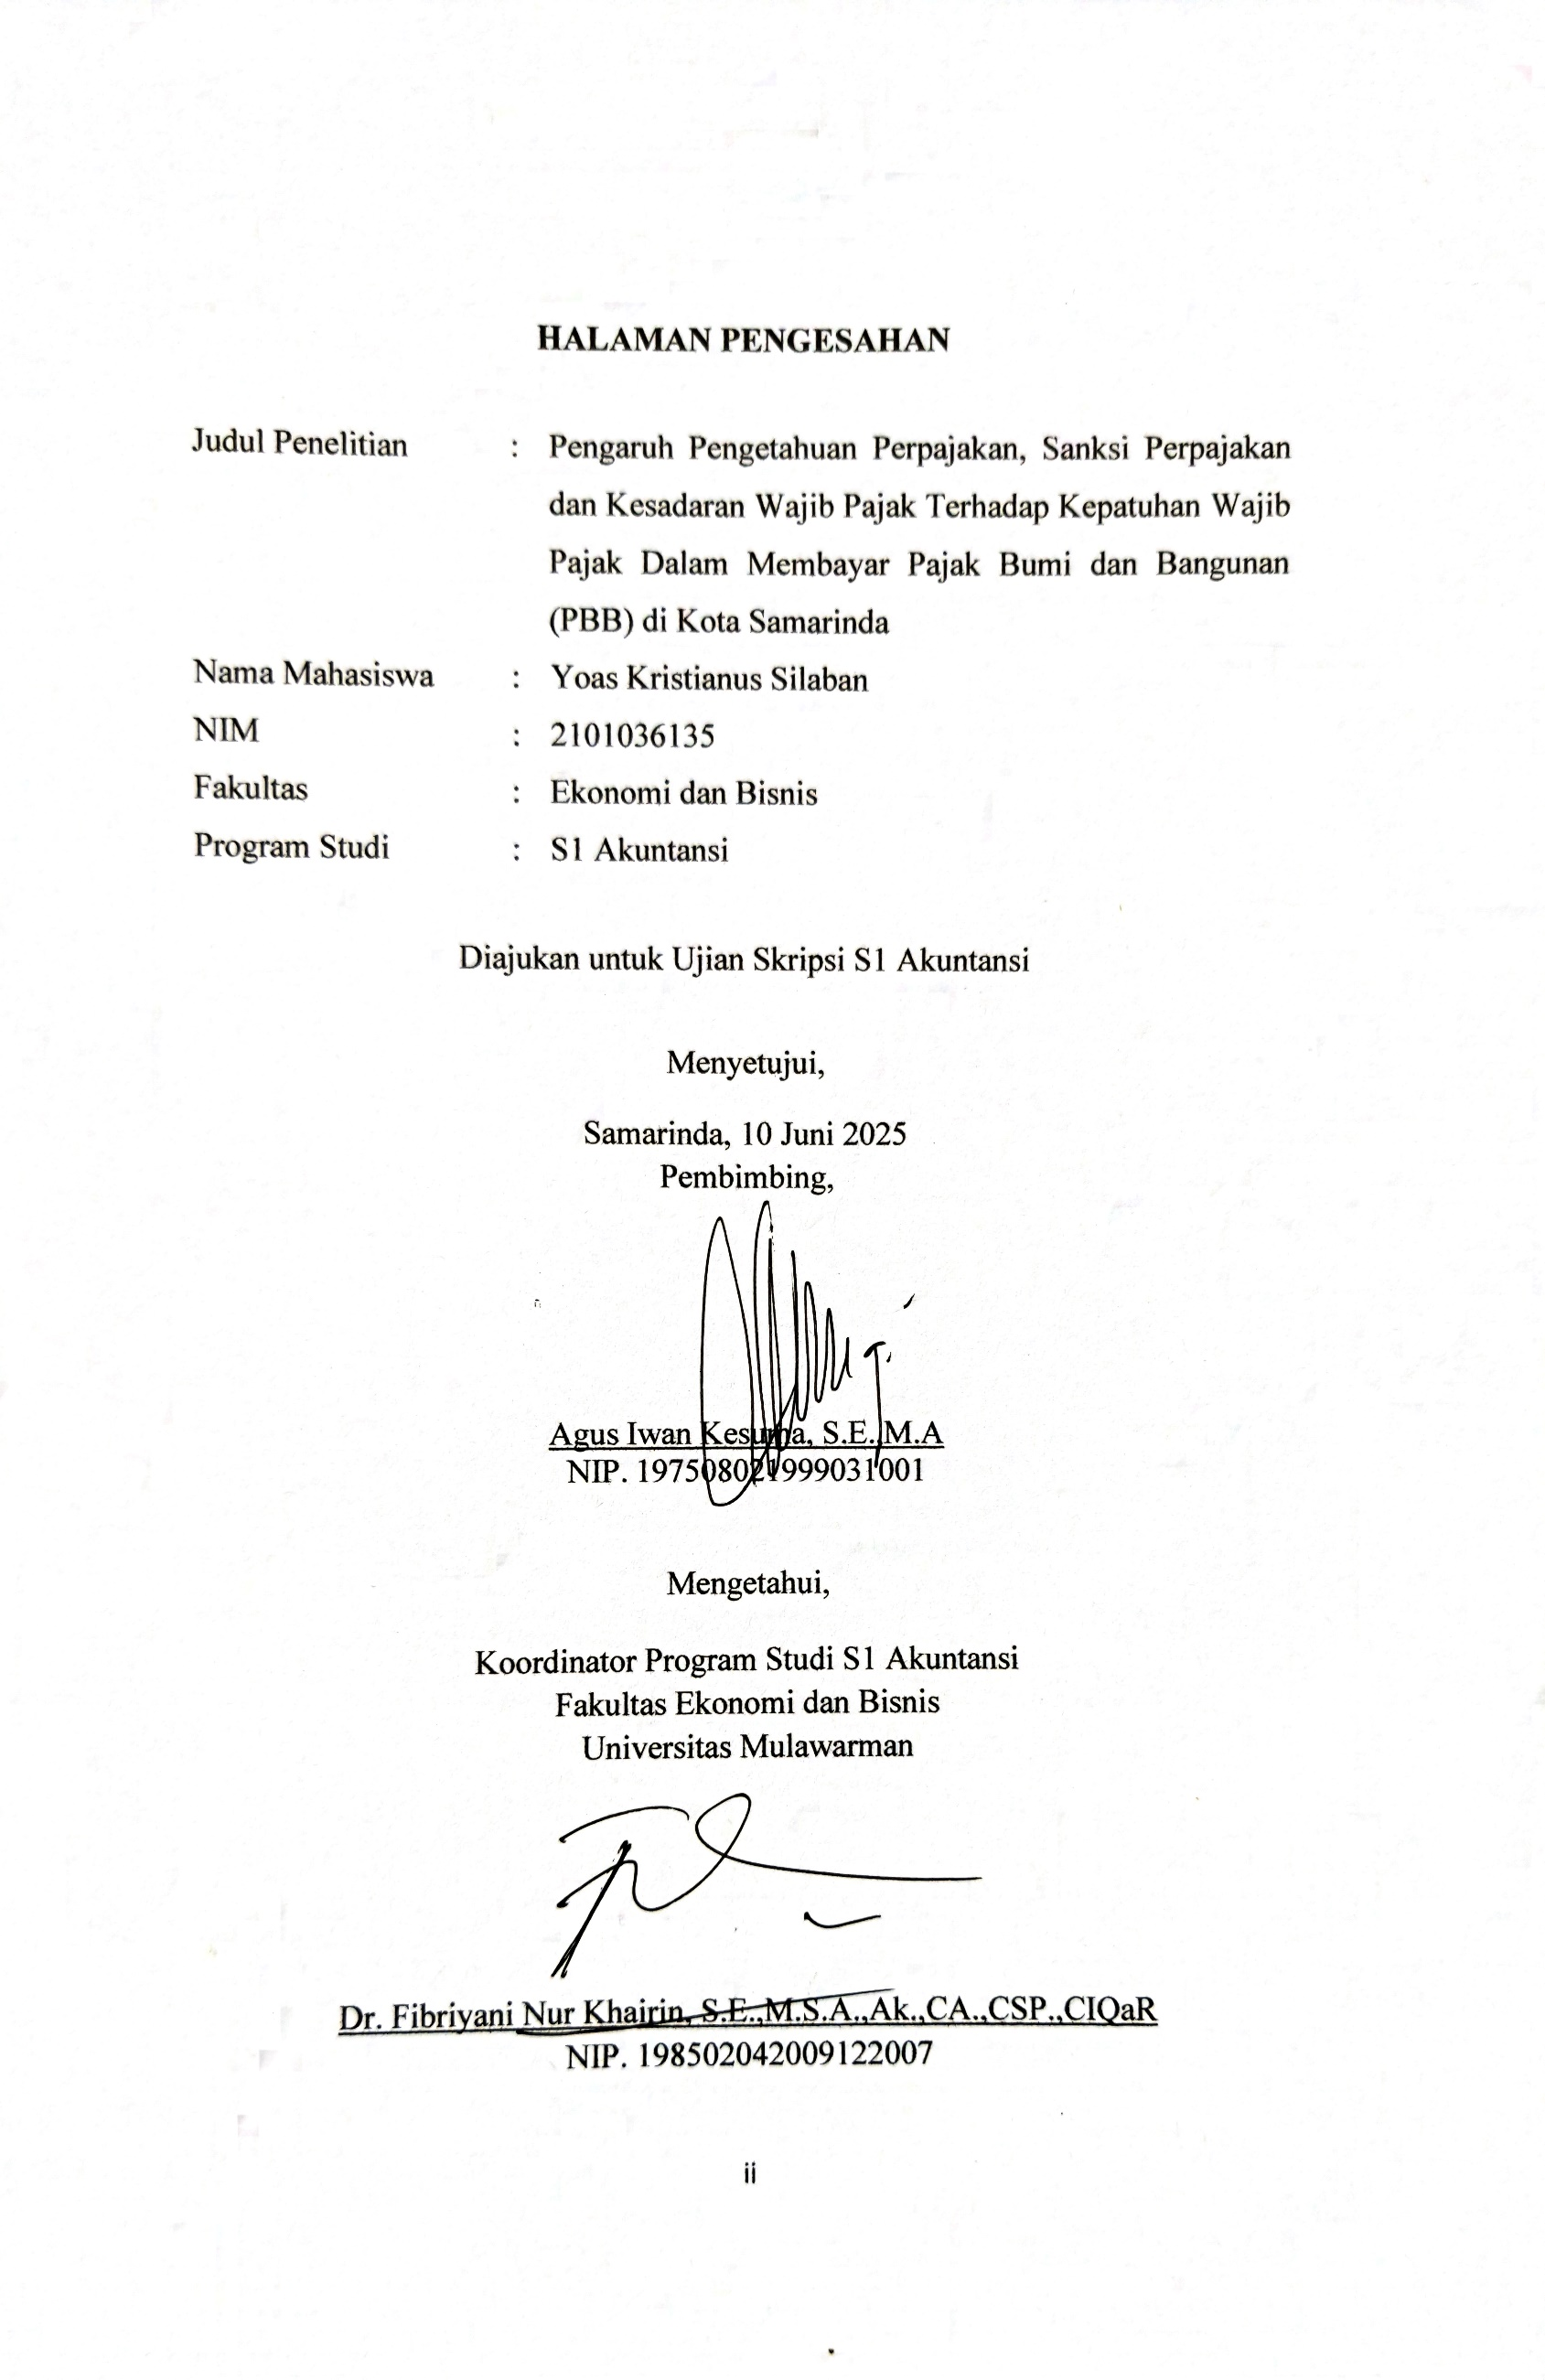 HALAMAN PENGESAHAN
Judul Penelitian : Pengaruh Pengetahuan Perpajakan, Sanksi Perpajakan
dan Kesadaran Wajib Pajak Terhadap Kepatuhan Wajib
Pajak Dalam Membayar Pajak Bumi dan Bangunan
(PBB) di Kota Samarinda
Nama Mahasiswa : Yoas Kristianus Silaban
NIM : 2101036135
Fakultas : Ekonomi dan Bisnis
Program Studi : S1 Akuntansi
Diajukan untuk Ujian Skripsi S1 Akuntansi
Menyetujui,
Samarinda, 10 Juni 2025
Pembimbing,
Agus Iwan Kesuma, S.E., M.A
NIP. 197508021999031001
Mengetahui,
Koordinator Program Studi S1 Akuntansi
Fakultas Ekonomi dan Bisnis
Universitas Mulawarman
Dr. Fibriyani Nur Khairin, S.E.,M.S.A.,Ak.,CA.,CSP.,CIQaR
NIP. 198502042009122007
ii